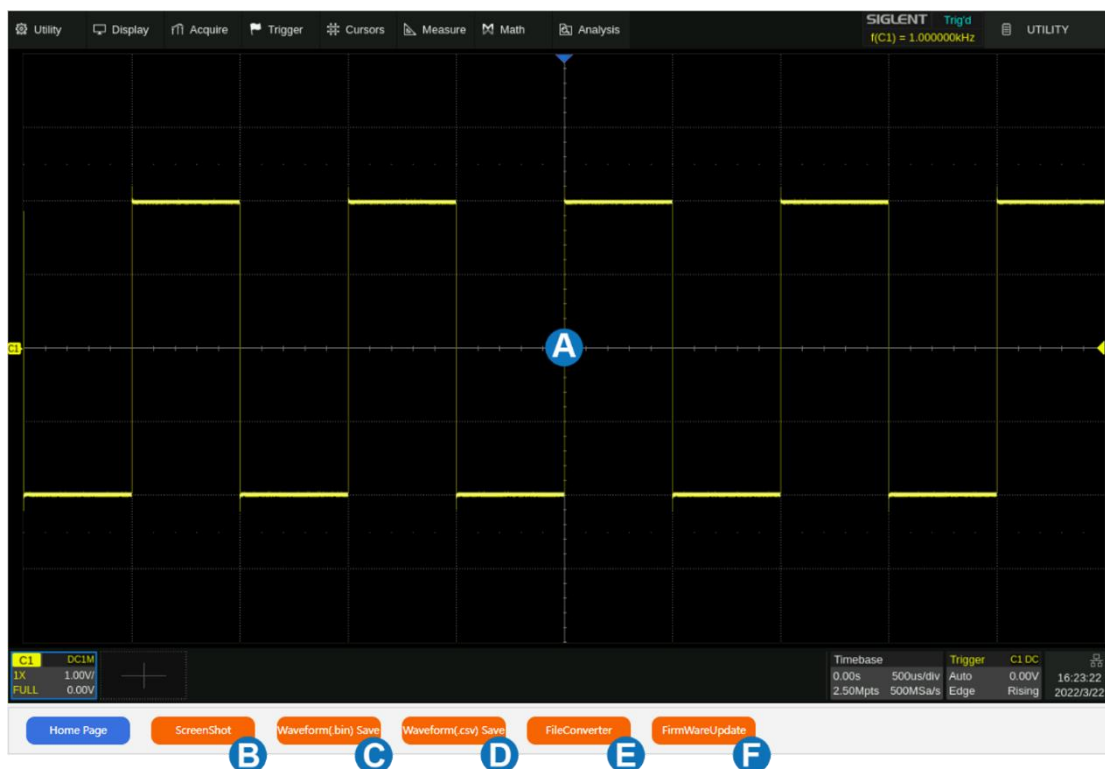 Utility Display Acquire Trigger Cursors Measure Math Analysis
SIGLENT Trig'd
f(C1) = 1.000000kHz
UTILITY
A
C1
C1 DC1M
1X 1.00V/
FULL 0.00V
Timebase
0.00s 500us/div
2.50Mpts 500MSa/s
Trigger C1 DC
Auto 0.00V
Edge Rising
16:23:22
2022/3/22
Home Page ScreenShot Waveform(.bin) Save Waveform(.csv) Save FileConverter FirmWareUpdate
B C D E F